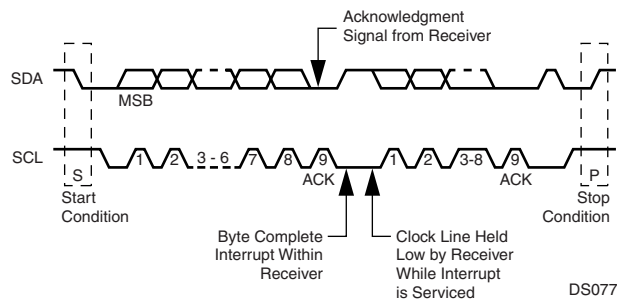 Acknowledgment
Signal from Receiver
SDA
MSB
SCL
S
1
2
3 - 6
7
8
9
1
2
3-8
9
P
ACK
ACK
Start
Condition
Stop
Condition
Byte Complete
Interrupt Within
Receiver
Clock Line Held
Low by Receiver
While Interrupt
is Serviced
DS077